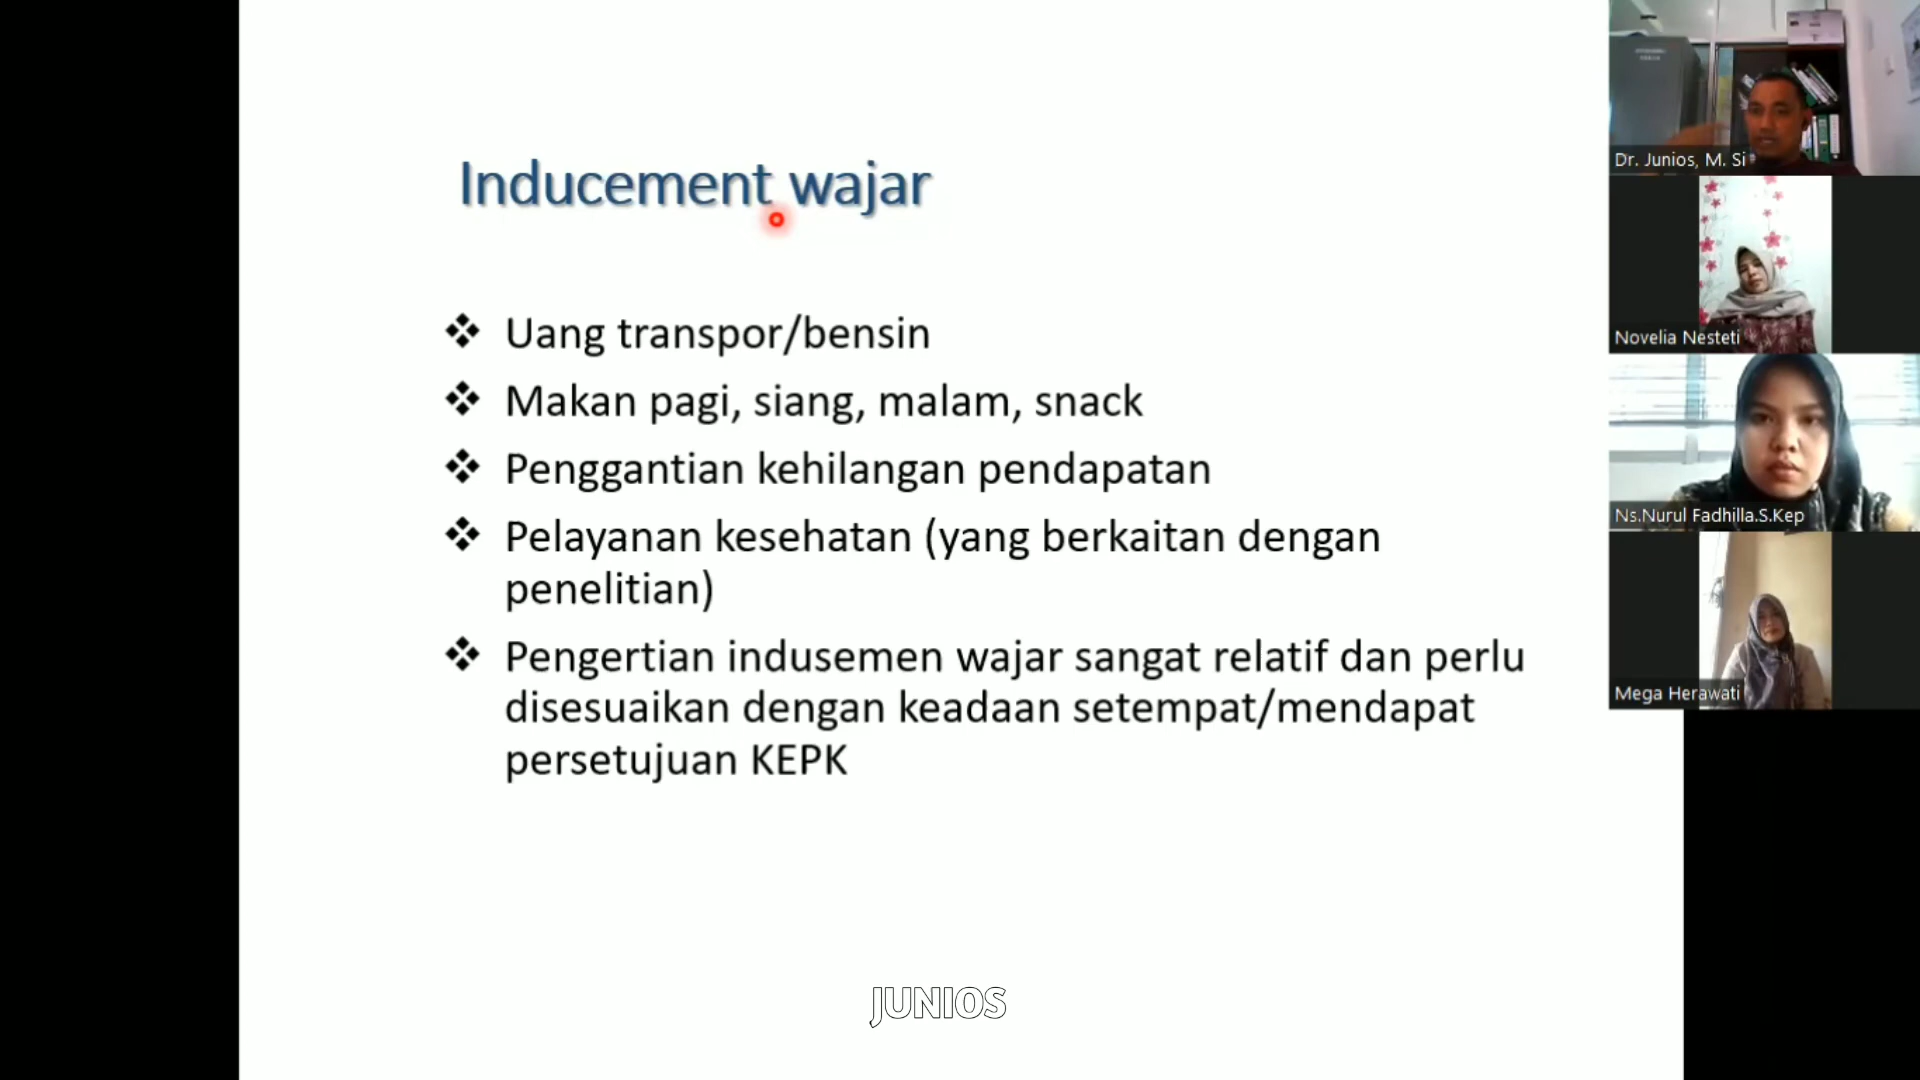 Inducement wajar
❖ Uang transpor/bensin
❖ Makan pagi, siang, malam, snack
❖ Penggantian kehilangan pendapatan
❖ Pelayanan kesehatan (yang berkaitan dengan
penelitian)
❖ Pengertian indusemen wajar sangat relatif dan perlu
disesuaikan dengan keadaan setempat/mendapat
persetujuan KEPK
JUNIOS
Dr. Junios, M. Si
Novelia Nesteti
Ns.Nurul Fadhilla.S.Kep
Mega Herawati